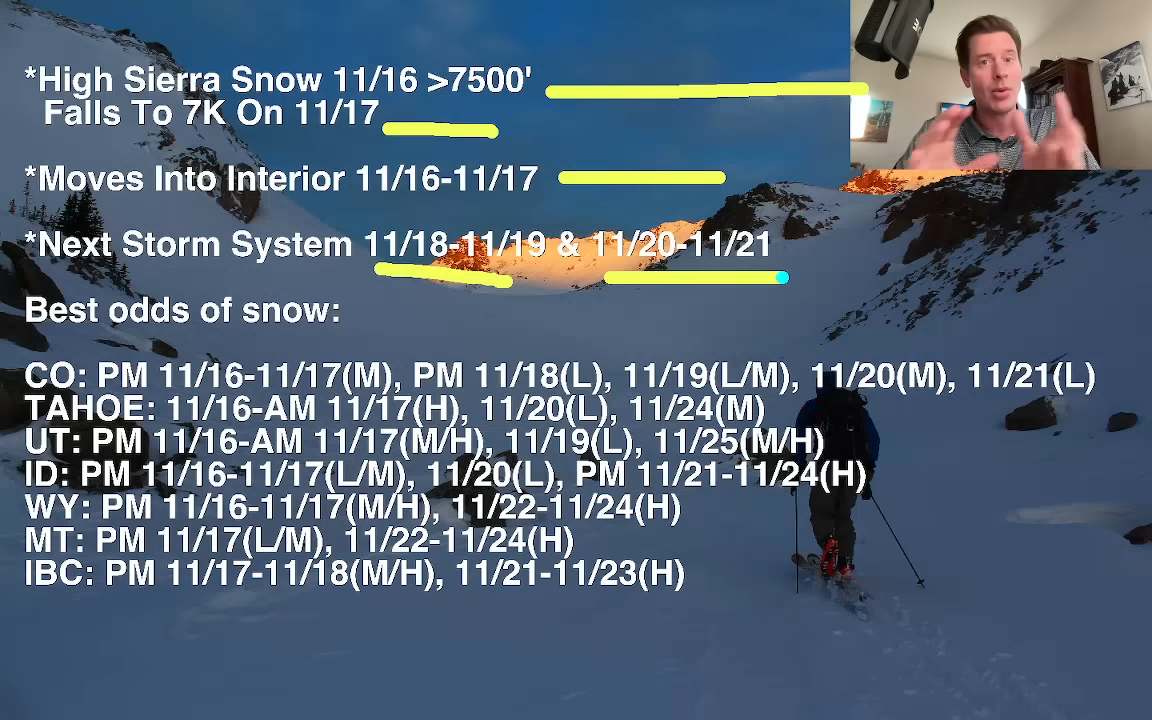 *High Sierra Snow 11/16 >7500'
Falls To 7K On 11/17
*Moves Into Interior 11/16-11/17
*Next Storm System 11/18-11/19 & 11/20-11/21
Best odds of snow:
CO: PM 11/16-11/17(M), PM 11/18(L), 11/19(L/M), 11/20(M), 11/21(L)
TAHOE: 11/16-AM 11/17(H), 11/20(L), 11/24(M)
UT: PM 11/16-AM 11/17(M/H), 11/19(L), 11/25(M/H)
ID: PM 11/16-11/17(L/M), 11/20(L), PM 11/21-11/24(H)
WY: PM 11/16-11/17(M/H), 11/22-11/24(H)
MT: PM 11/17(L/M), 11/22-11/24(H)
IBC: PM 11/17-11/18(M/H), 11/21-11/23(H)